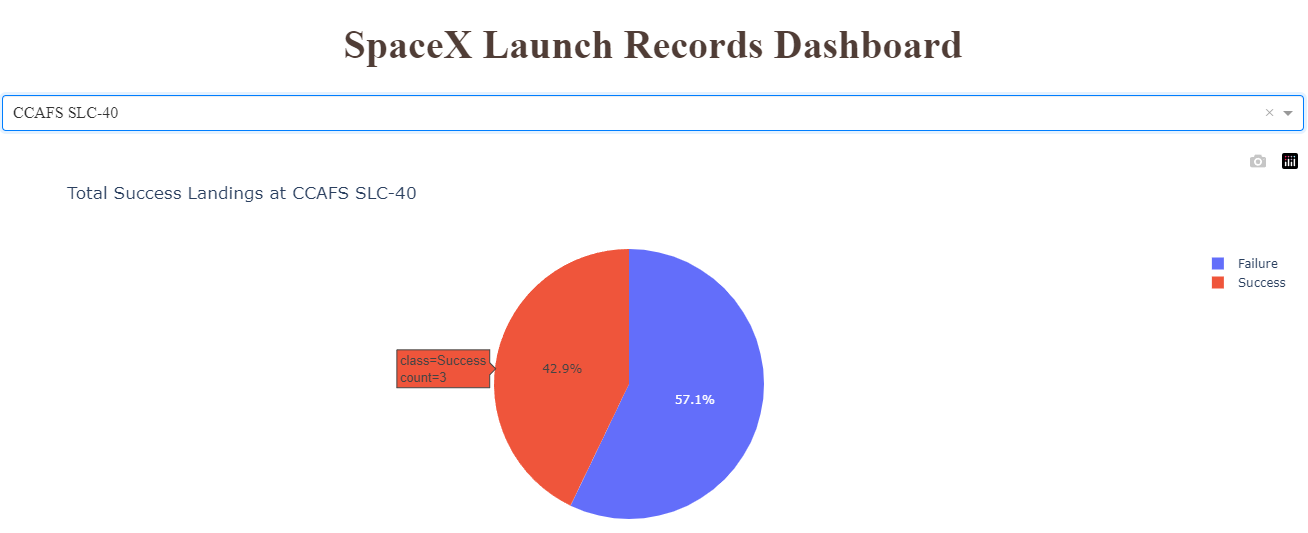 SpaceX Launch Records Dashboard
CCAFS SLC-40
×
Total Success Landings at CCAFS SLC-40
Failure
Success
class=Success
count=3
42.9%
57.1%